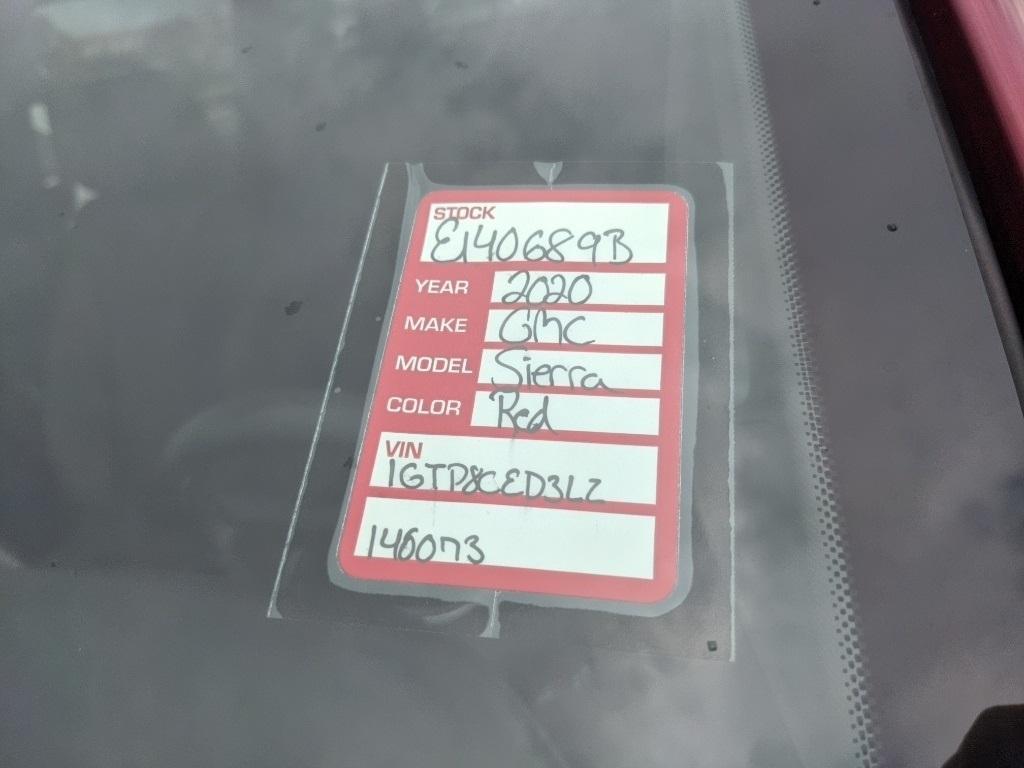 STOCK
E140689B
YEAR 2020
MAKE GMC
MODEL Sierra
COLOR Red
VIN
1GTP8CED3LZ
146073